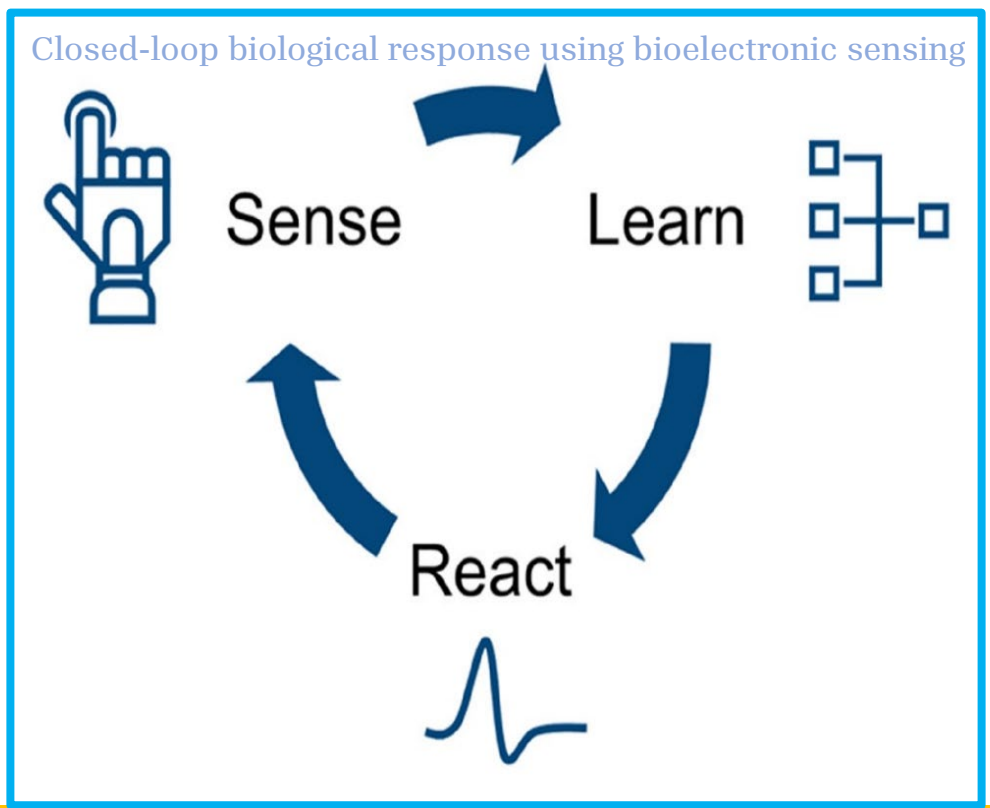 Closed-loop biological response using bioelectronic sensing
Sense
Learn
React